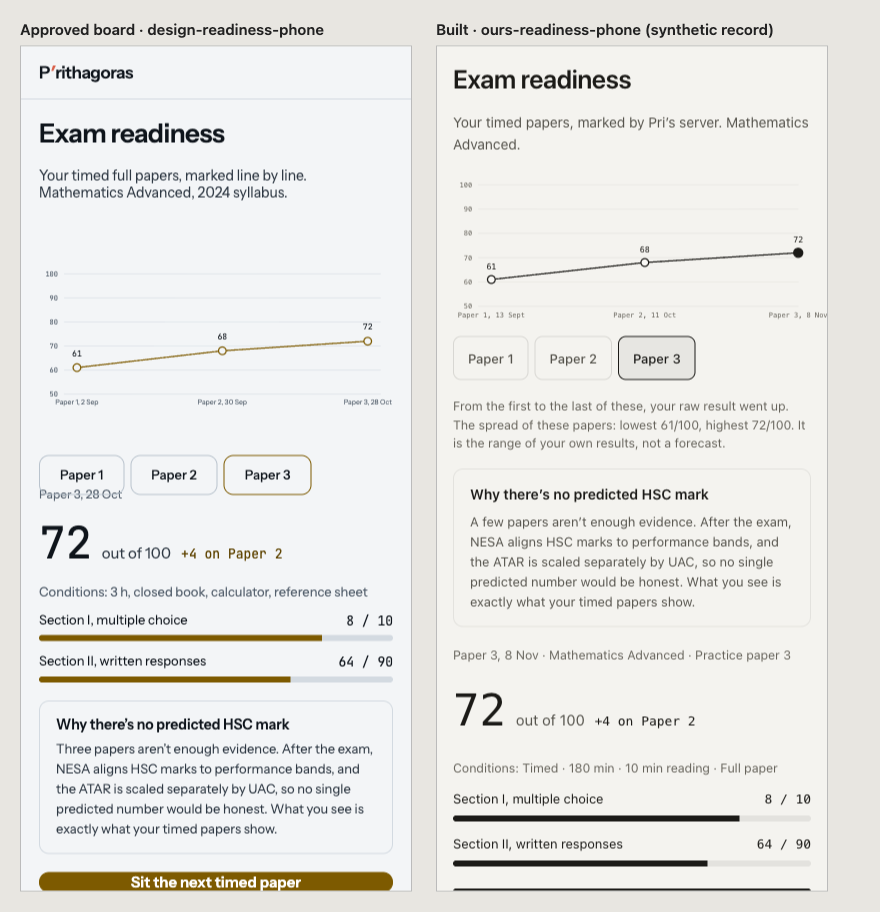 Approved board · design-readiness-phone
P′rithagoras
Exam readiness
Your timed full papers, marked line by line.
Mathematics Advanced, 2024 syllabus.
100
90
80
70
60
50
61
68
72
Paper 1, 2 Sep
Paper 2, 30 Sep
Paper 3, 28 Oct
Paper 1
Paper 2
Paper 3
Paper 3, 28 Oct
72 out of 100 +4 on Paper 2
Conditions: 3 h, closed book, calculator, reference sheet
Section I, multiple choice 8 / 10
Section II, written responses 64 / 90
Why there's no predicted HSC mark
Three papers aren't enough evidence. After the exam,
NESA aligns HSC marks to performance bands, and
the ATAR is scaled separately by UAC, so no single
predicted number would be honest. What you see is
exactly what your timed papers show.
Sit the next timed paper
Built · ours-readiness-phone (synthetic record)
Exam readiness
Your timed papers, marked by Pri's server. Mathematics
Advanced.
100
90
80
70
60
50
61
68
72
Paper 1, 13 Sept
Paper 2, 11 Oct
Paper 3, 8 Nov
Paper 1
Paper 2
Paper 3
From the first to the last of these, your raw result went up.
The spread of these papers: lowest 61/100, highest 72/100. It
is the range of your own results, not a forecast.
Why there’s no predicted HSC mark
A few papers aren’t enough evidence. After the exam,
NESA aligns HSC marks to performance bands, and
the ATAR is scaled separately by UAC, so no single
predicted number would be honest. What you see is
exactly what your timed papers show.
Paper 3, 8 Nov · Mathematics Advanced · Practice paper 3
72 out of 100 +4 on Paper 2
Conditions: Timed · 180 min · 10 min reading · Full paper
Section I, multiple choice 8 / 10
Section II, written responses 64 / 90